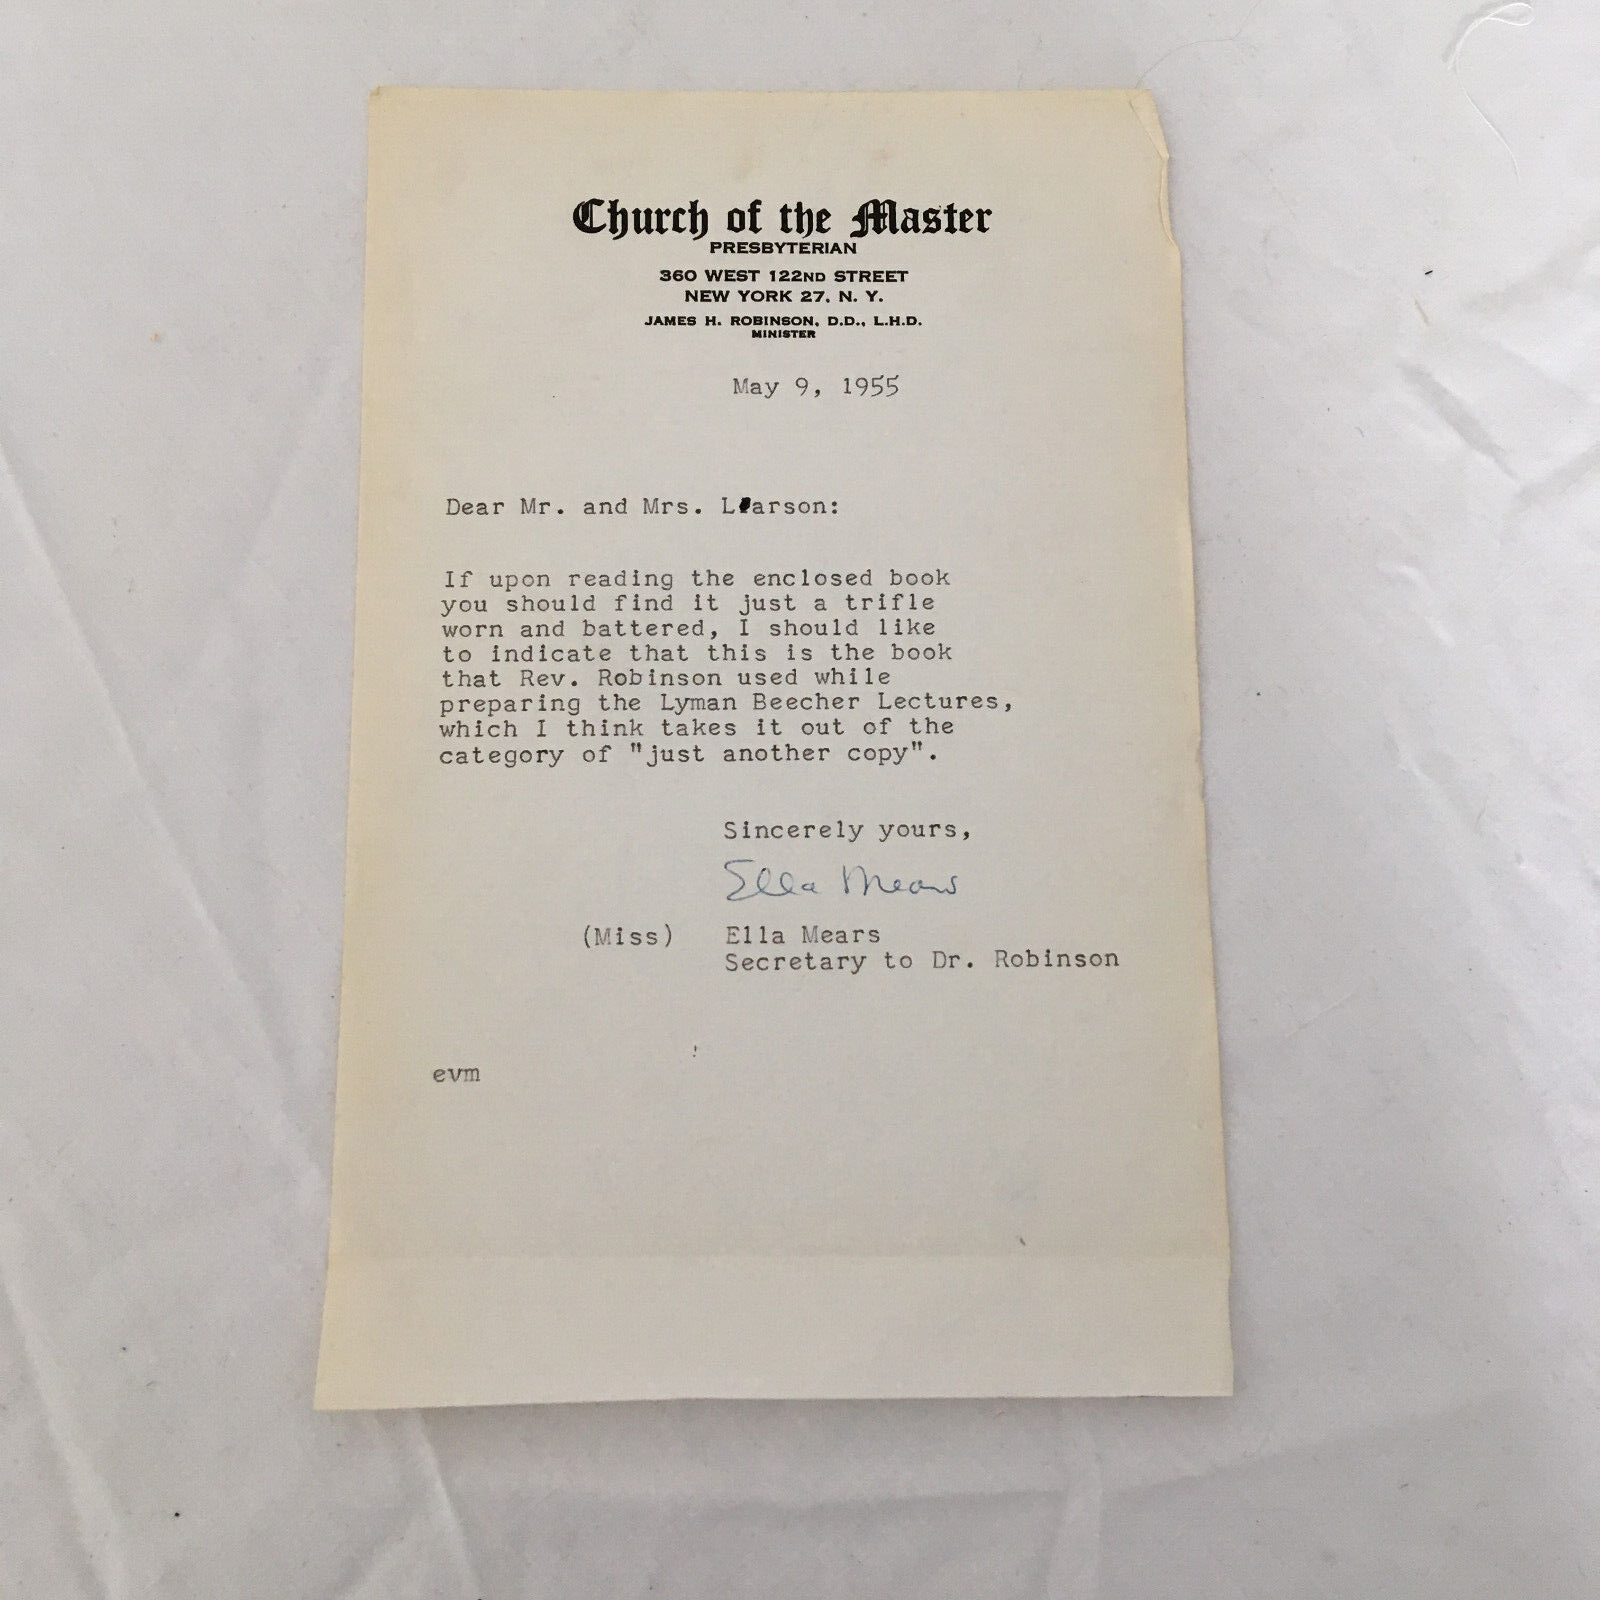 Church of the Master
PRESBYTERIAN
360 WEST 122ND STREET
NEW YORK 27, N. Y.
JAMES H. ROBINSON, D.D., L.H.D.
MINISTER
May 9, 1955
Dear Mr. and Mrs. Larson:
If upon reading the enclosed book
you should find it just a trifle
worn and battered, I should like
to indicate that this is the book
that Rev. Robinson used while
preparing the Lyman Beecher Lectures,
which I think takes it out of the
category of "just another copy".
Sincerely yours,
Ella Mears
(Miss) Ella Mears
Secretary to Dr. Robinson
evm